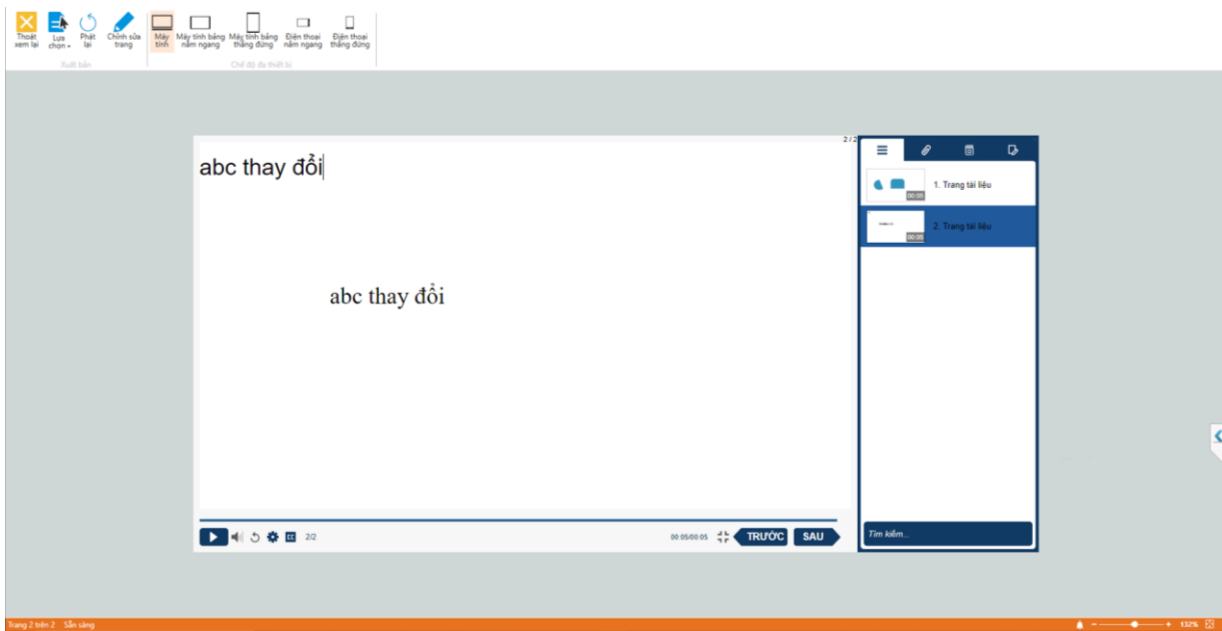 Thoát xem lại
Lựa chọn
Phát lại
Chỉnh sửa trang
Máy tính
Máy tính bảng nằm ngang
Máy tính bảng thẳng đứng
Điện thoại nằm ngang
Điện thoại thẳng đứng
Xuất bản
Chế độ đa thiết bị
2 / 2
abc thay đổi
abc thay đổi
00:05
1. Trang tài liệu
00:05
2. Trang tài liệu
CC
2/2
00:05/00:05
TRƯỚC
SAU
Tìm kiếm...
Trang 2 trên 2
Sẵn sàng
132%